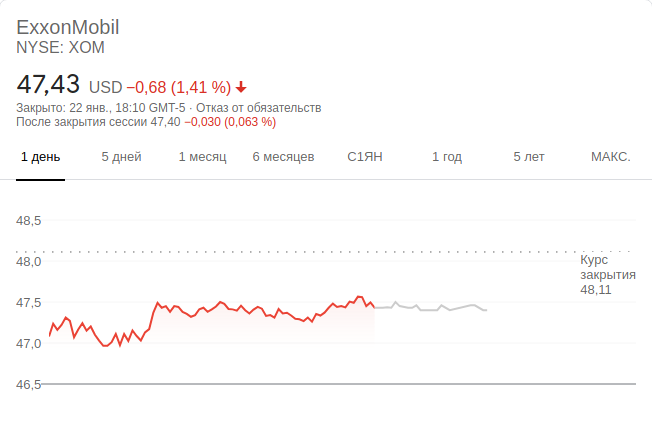 ExxonMobil
NYSE: XOM
47,43 USD −0,68 (1,41 %)
Закрыто: 22 янв., 18:10 GMT-5 · Отказ от обязательств
После закрытия сессии 47,40 −0,030 (0,063 %)
1 день 5 дней 1 месяц 6 месяцев С1ЯН 1 год 5 лет МАКС.
48,5
48,0
47,5
47,0
46,5
Курс
закрытия
48,11